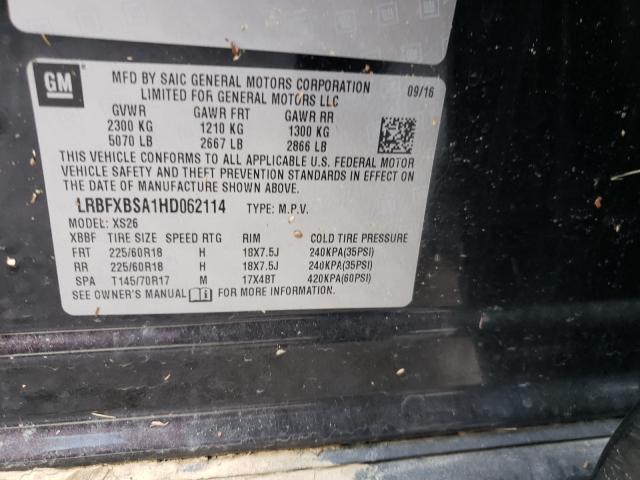 GM
MFD BY SAIC GENERAL MOTORS CORPORATION
LIMITED FOR GENERAL MOTORS LLC 09/16
GVWR GAWR FRT GAWR RR
2300 KG 1210 KG 1300 KG
5070 LB 2667 LB 2866 LB
THIS VEHICLE CONFORMS TO ALL APPLICABLE U.S. FEDERAL MOTOR
VEHICLE SAFETY AND THEFT PREVENTION STANDARDS IN EFFECT ON
THE DATE OF MANUFACTURE SHOWN ABOVE.
LRBFXBSA1HD062114 TYPE: M.P.V.
MODEL: XS26
XBBF TIRE SIZE SPEED RTG RIM COLD TIRE PRESSURE
FRT 225/60R18 H 18X7.5J 240KPA(35PSI)
RR 225/60R18 H 18X7.5J 240KPA(35PSI)
SPA T145/70R17 M 17X4BT 420KPA(60PSI)
SEE OWNER'S MANUAL FOR MORE INFORMATION.